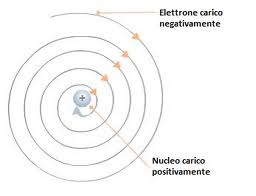 Elettrone carico
negativamente
+
Nucleo carico
positivamente